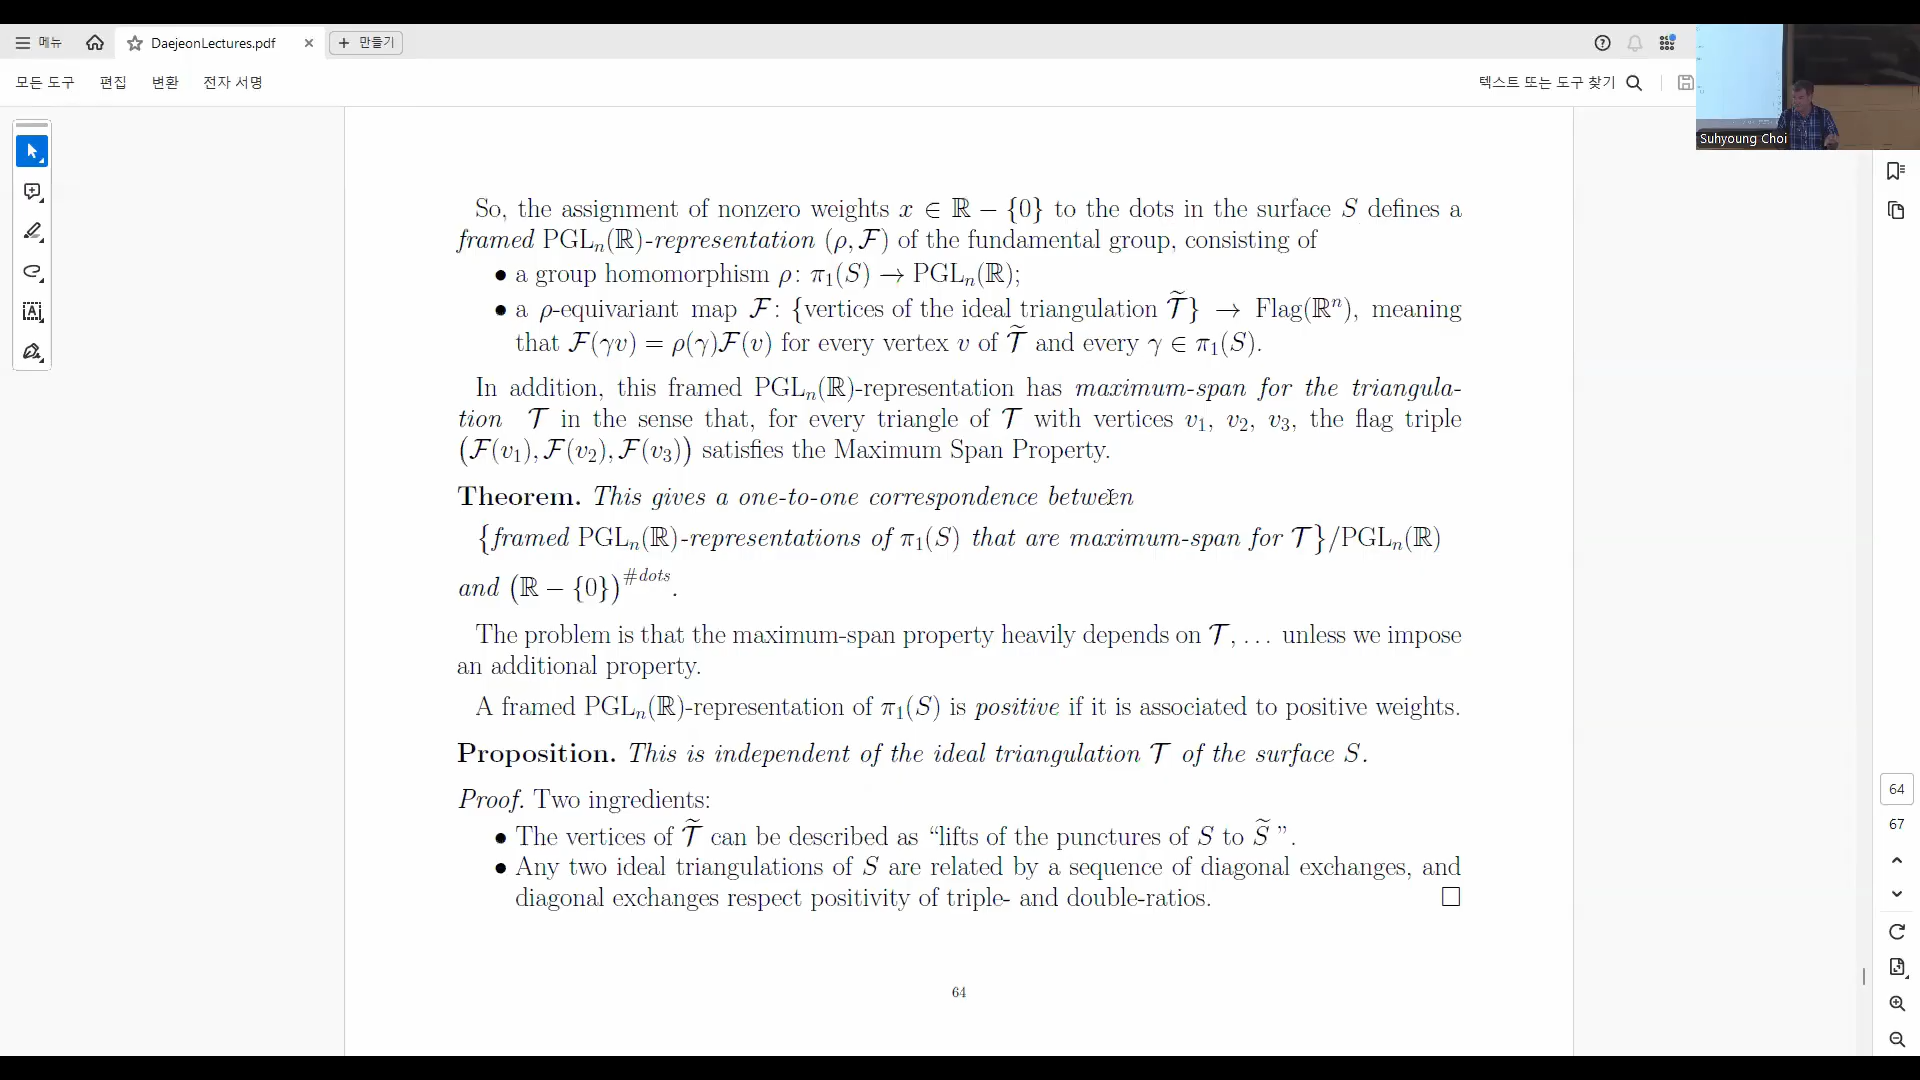 메뉴
DaejeonLectures.pdf
만들기
모든 도구 편집 변환 전자 서명
텍스트 또는 도구 찾기
Suhyoung Choi
So, the assignment of nonzero weights x ∈ ℝ − {0} to the dots in the surface S defines a
framed PGLₙ(ℝ)-representation (ρ, ℱ) of the fundamental group, consisting of
• a group homomorphism ρ: π₁(S) → PGLₙ(ℝ);
• a ρ-equivariant map ℱ: {vertices of the ideal triangulation 𝒯̃} → Flag(ℝⁿ), meaning
that ℱ(γv) = ρ(γ)ℱ(v) for every vertex v of 𝒯̃ and every γ ∈ π₁(S).
In addition, this framed PGLₙ(ℝ)-representation has maximum-span for the triangula-
tion 𝒯 in the sense that, for every triangle of 𝒯 with vertices v₁, v₂, v₃, the flag triple
(ℱ(v₁), ℱ(v₂), ℱ(v₃)) satisfies the Maximum Span Property.
Theorem. This gives a one-to-one correspondence between
{framed PGLₙ(ℝ)-representations of π₁(S) that are maximum-span for 𝒯}/PGLₙ(ℝ)
and (ℝ − {0})^#dots.
The problem is that the maximum-span property heavily depends on 𝒯, . . . unless we impose
an additional property.
A framed PGLₙ(ℝ)-representation of π₁(S) is positive if it is associated to positive weights.
Proposition. This is independent of the ideal triangulation 𝒯 of the surface S.
Proof. Two ingredients:
• The vertices of 𝒯̃ can be described as “lifts of the punctures of S to S̃ ”.
• Any two ideal triangulations of S are related by a sequence of diagonal exchanges, and
diagonal exchanges respect positivity of triple- and double-ratios. □
64
64
67